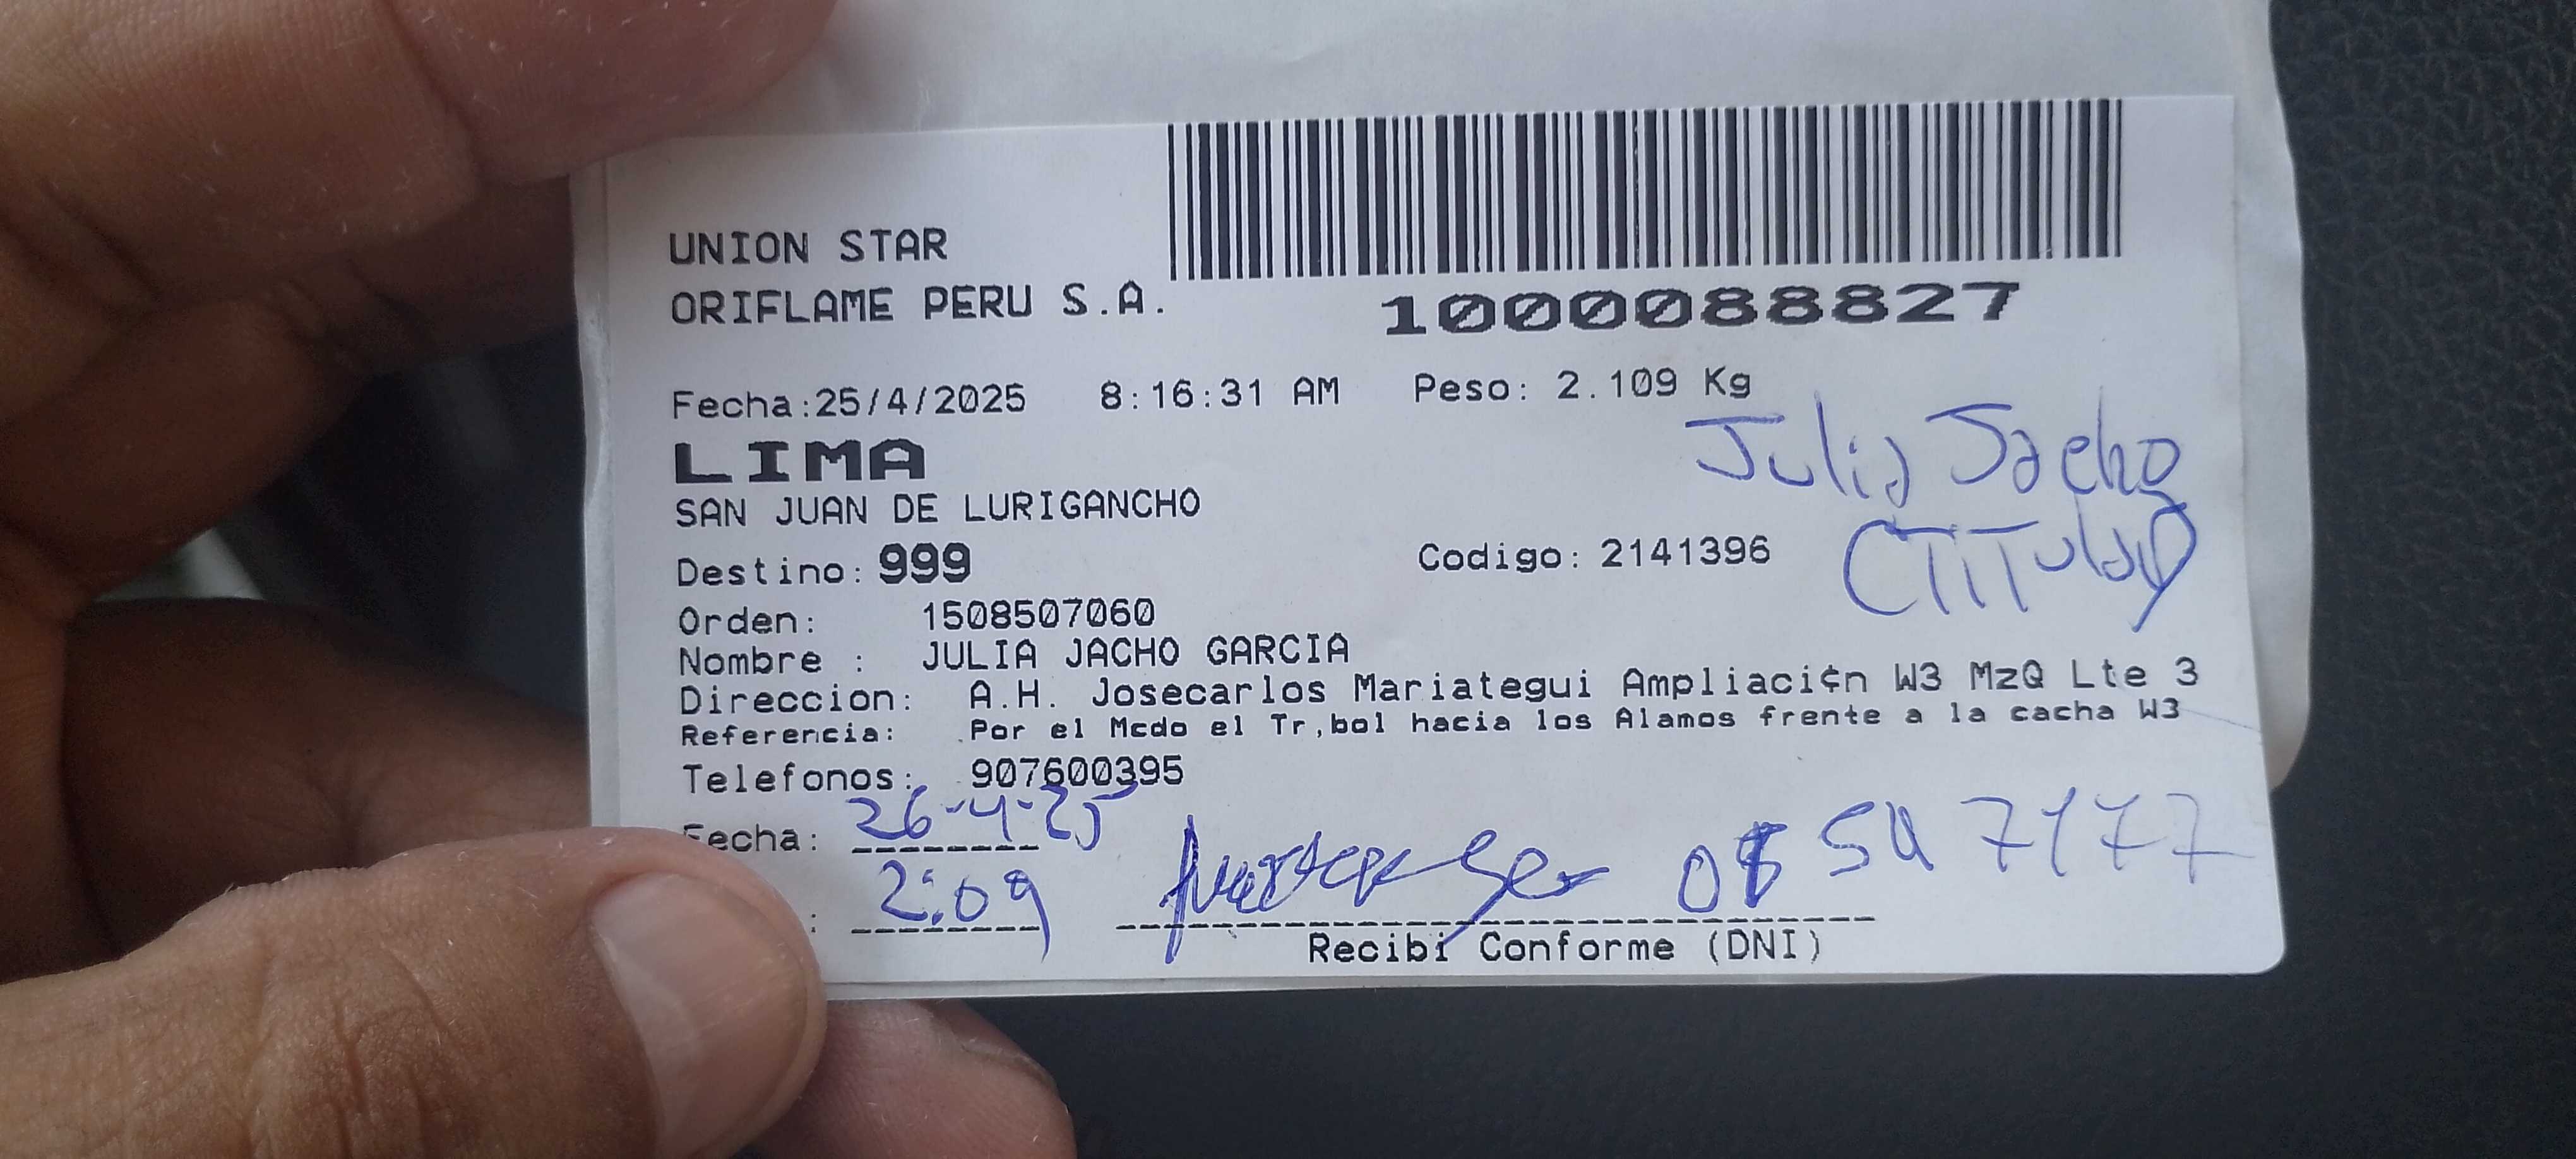 UNION STAR
ORIFLAME PERU S.A.
1000088827
Fecha:25/4/2025 8:16:31 AM Peso: 2.109 Kg
LIMA
Julia Jacho
SAN JUAN DE LURIGANCHO
(Titular)
Destino: 999 Codigo: 2141396
Orden: 1508507060
Nombre : JULIA JACHO GARCIA
Direccion: A.H. Josecarlos Mariategui Ampliaci¢n W3 MzQ Lte 3
Referencia: Por el Mcdo el Tr,bol hacia los Alamos frente a la cacha W3
Telefonos: 907600395
Fecha: 26-4-25
: 2:09
Recibi Conforme (DNI)